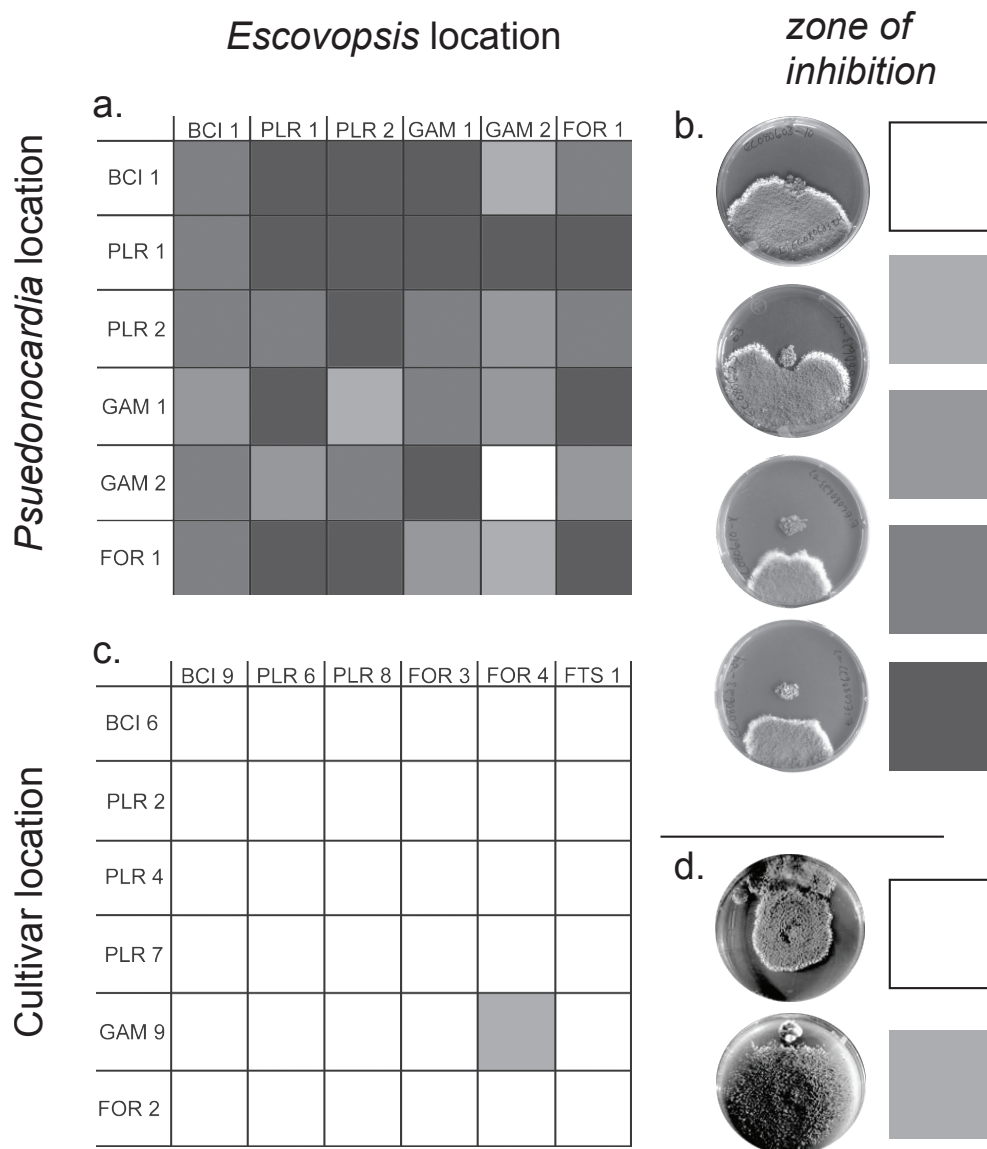 Escovopsis location
zone of
inhibition
a.
BCI 1 PLR 1 PLR 2 GAM 1 GAM 2 FOR 1
BCI 1
PLR 1
PLR 2
GAM 1
GAM 2
FOR 1
Psuedonocardia location
b.
c.
BCI 9 PLR 6 PLR 8 FOR 3 FOR 4 FTS 1
BCI 6
PLR 2
PLR 4
PLR 7
GAM 9
FOR 2
Cultivar location
d.